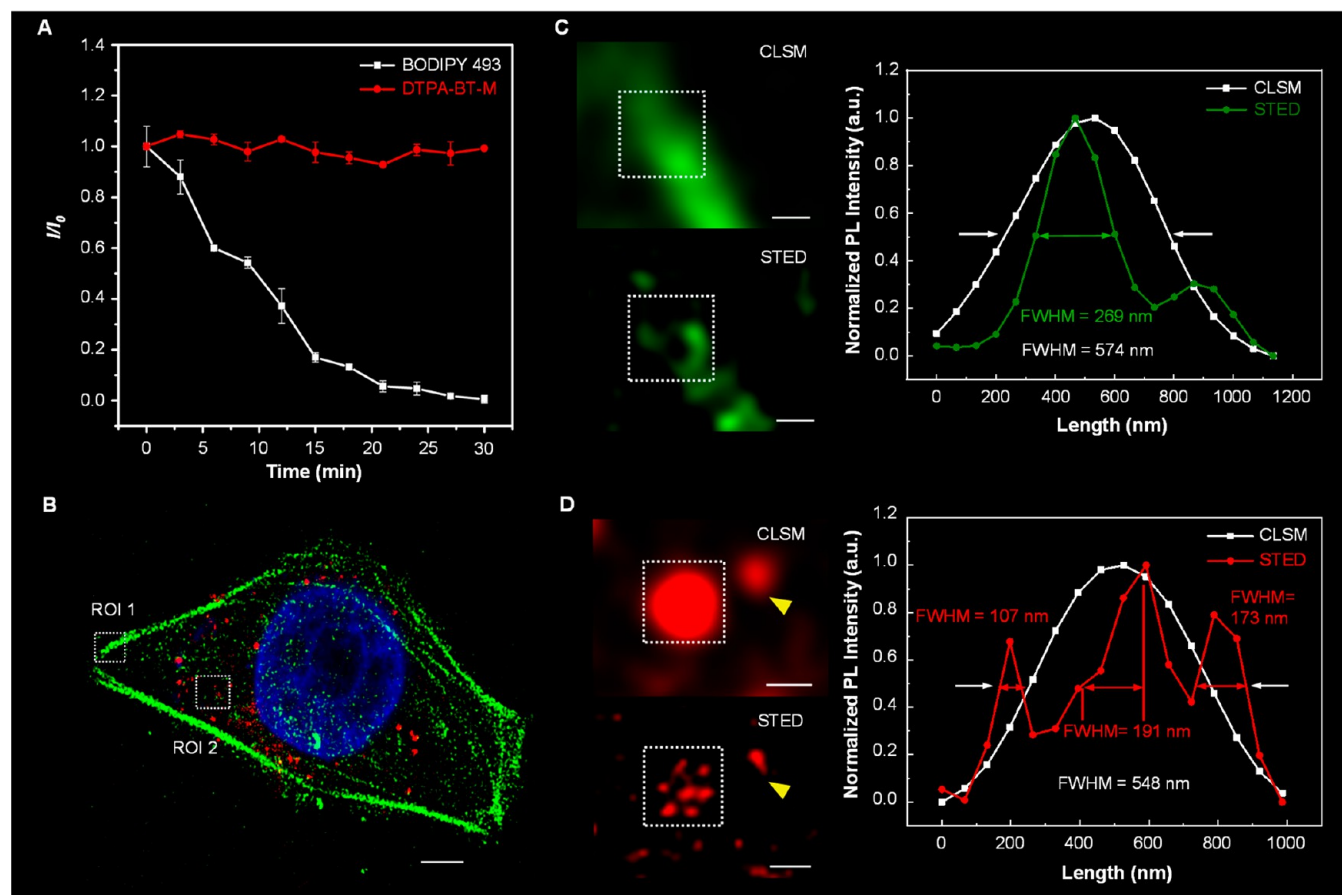 A
1.4
1.2
1.0
0.8
0.6
0.4
0.2
0.0
I/I0
BODIPY 493
DTPA-BT-M
0 5 10 15 20 25 30
Time (min)
B
ROI 1
ROI 2
C
CLSM
STED
1.2
1.0
0.8
0.6
0.4
0.2
0.0
Normalized PL Intensity (a.u.)
CLSM
STED
FWHM = 269 nm
FWHM = 574 nm
0 200 400 600 800 1000 1200
Length (nm)
D
CLSM
STED
1.2
1.0
0.8
0.6
0.4
0.2
0.0
Normalized PL Intensity (a.u.)
CLSM
STED
FWHM = 107 nm
FWHM=
173 nm
FWHM= 191 nm
FWHM = 548 nm
0 200 400 600 800 1000
Length (nm)